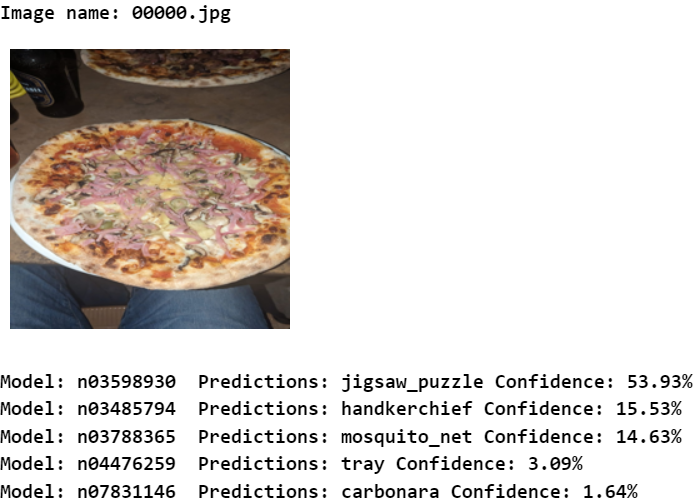 Image name: 00000.jpg
Model: n03598930  Predictions: jigsaw_puzzle Confidence: 53.93%
Model: n03485794  Predictions: handkerchief Confidence: 15.53%
Model: n03788365  Predictions: mosquito_net Confidence: 14.63%
Model: n04476259  Predictions: tray Confidence: 3.09%
Model: n07831146  Predictions: carbonara Confidence: 1.64%